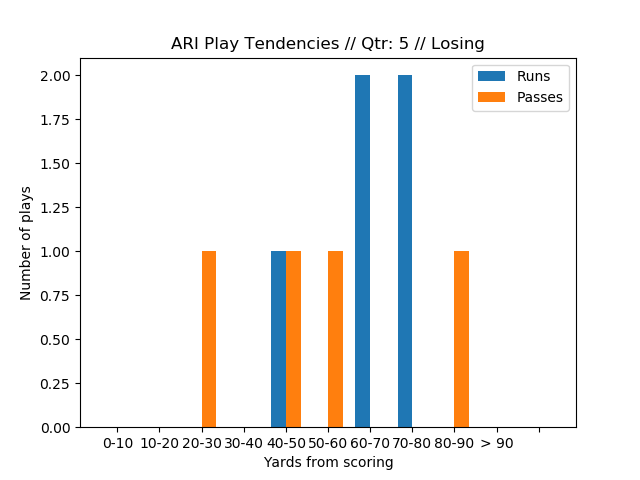 ARI Play Tendencies // Qtr: 5 // Losing
Runs
Passes
Number of plays
2.00
1.75
1.50
1.25
1.00
0.75
0.50
0.25
0.00
0-10 10-20 20-30 30-40 40-50 50-60 60-70 70-80 80-90 > 90
Yards from scoring